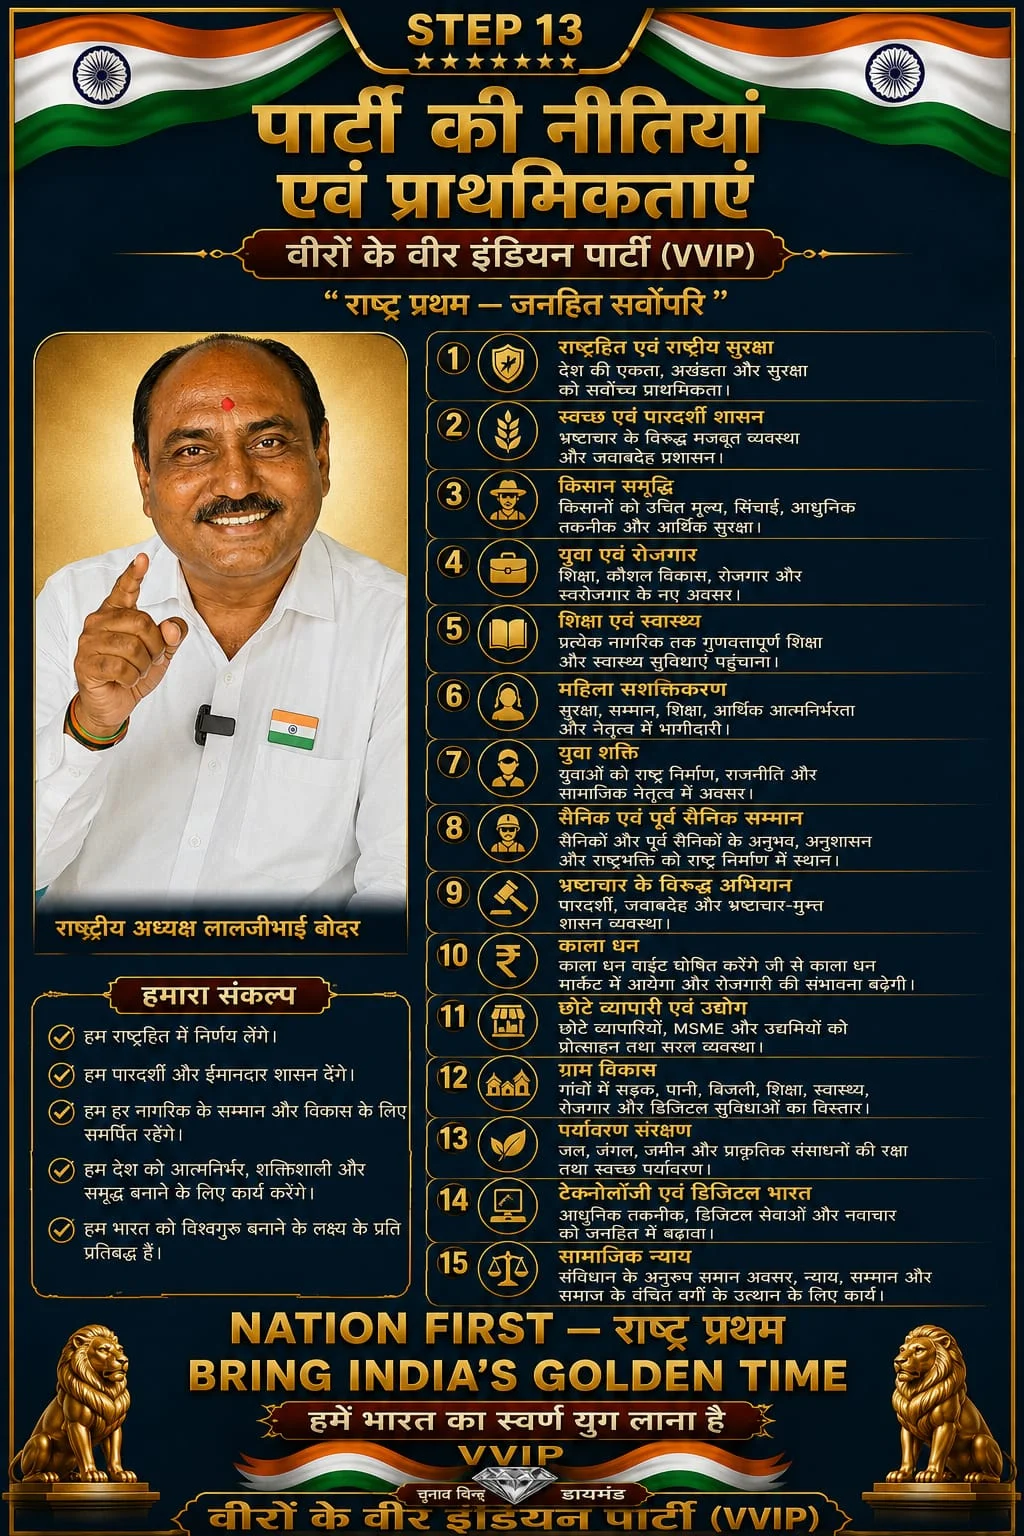 STEP 13
पार्टी की नीतियां
एवं प्राथमिकताएं
वीरों के वीर इंडियन पार्टी (VVIP)
“ राष्ट्र प्रथम – जनहित सर्वोपरि ”
राष्ट्रीय अध्यक्ष लालजीभाई बोदर
हमारा संकल्प
हम राष्ट्रहित में निर्णय लेंगे।
हम पारदर्शी और ईमानदार शासन देंगे।
हम हर नागरिक के सम्मान और विकास के लिए
समर्पित रहेंगे।
हम देश को आत्मनिर्भर, शक्तिशाली और
समृद्ध बनाने के लिए कार्य करेंगे।
हम भारत को विश्वगुरु बनाने के लक्ष्य के प्रति
प्रतिबद्ध हैं।
1 राष्ट्रहित एवं राष्ट्रीय सुरक्षा
देश की एकता, अखंडता और सुरक्षा
को सर्वोच्च प्राथमिकता।
2 स्वच्छ एवं पारदर्शी शासन
भ्रष्टाचार के विरुद्ध मजबूत व्यवस्था
और जवाबदेह प्रशासन।
3 किसान समृद्धि
किसानों को उचित मूल्य, सिंचाई, आधुनिक
तकनीक और आर्थिक सुरक्षा।
4 युवा एवं रोजगार
शिक्षा, कौशल विकास, रोजगार और
स्वरोजगार के नए अवसर।
5 शिक्षा एवं स्वास्थ्य
प्रत्येक नागरिक तक गुणवत्तापूर्ण शिक्षा
और स्वास्थ्य सुविधाएं पहुंचाना।
6 महिला सशक्तिकरण
सुरक्षा, सम्मान, शिक्षा, आर्थिक आत्मनिर्भरता
और नेतृत्व में भागीदारी।
7 युवा शक्ति
युवाओं को राष्ट्र निर्माण, राजनीति और
सामाजिक नेतृत्व में अवसर।
8 सैनिक एवं पूर्व सैनिक सम्मान
सैनिकों और पूर्व सैनिकों के अनुभव, अनुशासन
और राष्ट्रभक्ति को राष्ट्र निर्माण में स्थान।
9 भ्रष्टाचार के विरुद्ध अभियान
पारदर्शी, जवाबदेह और भ्रष्टाचार-मुम्त
शासन व्यवस्था।
10 काला धन
काला धन वाईट घोषित करेंगे जी से काला धन
मार्केट में आयेगा और रोजगारी की संभावना बढ़ेगी।
11 छोटे व्यापारी एवं उद्योग
छोटे व्यापारियों, MSME और उद्यमियों को
प्रोत्साहन तथा सरल व्यवस्था।
12 ग्राम विकास
गांवों में सड़क, पानी, बिजली, शिक्षा, स्वास्थ्य,
रोजगार और डिजिटल सुविधाओं का विस्तार।
13 पर्यावरण संरक्षण
जल, जंगल, जमीन और प्राकृतिक संसाधनों की रक्षा
तथा स्वच्छ पर्यावरण।
14 टेक्नोलॉजी एवं डिजिटल भारत
आधुनिक तकनीक, डिजिटल सेवाओं और नवाचार
को जनहित में बढ़ावा।
15 सामाजिक न्याय
संविधान के अनुरुप समान अवसर, न्याय, सम्मान और
समाज के वंचित वर्गों के उत्थान के लिए कार्य।
NATION FIRST – राष्ट्र प्रथम
BRING INDIA’S GOLDEN TIME
हमें भारत का स्वर्ण युग लाना है
VVIP
चुनाव चिन्ह् डायमंड
वीरों के वीर इंडियन पार्टी (VVIP)